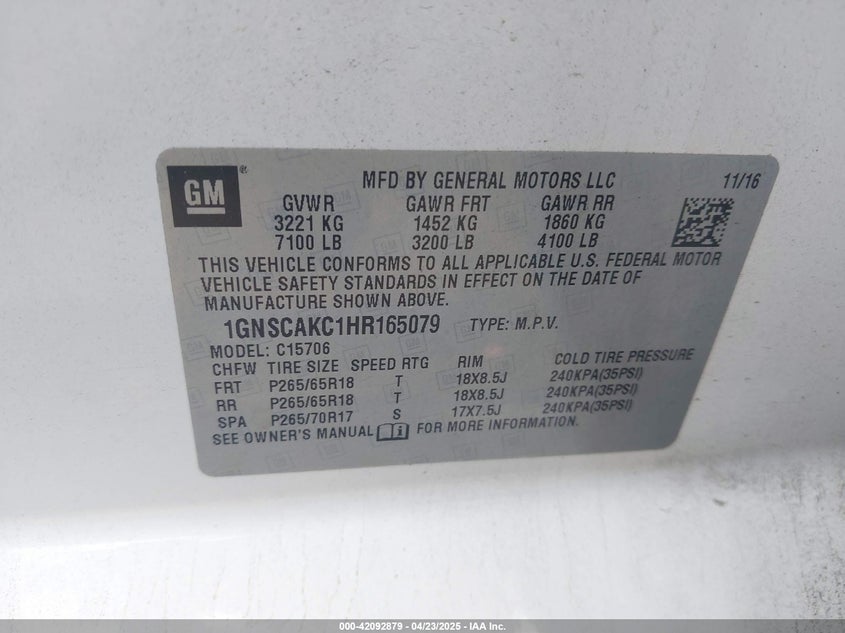 GM ®
MFD BY GENERAL MOTORS LLC 11/16
GVWR GAWR FRT GAWR RR
3221 KG 1452 KG 1860 KG
7100 LB 3200 LB 4100 LB
THIS VEHICLE CONFORMS TO ALL APPLICABLE U.S. FEDERAL MOTOR
VEHICLE SAFETY STANDARDS IN EFFECT ON THE DATE OF
MANUFACTURE SHOWN ABOVE.
1GNSCAKC1HR165079 TYPE: M.P.V.
MODEL: C15706
CHFW TIRE SIZE SPEED RTG RIM COLD TIRE PRESSURE
FRT P265/65R18 T 18X8.5J 240KPA(35PSI)
RR P265/65R18 T 18X8.5J 240KPA(35PSI)
SPA P265/70R17 S 17X7.5J 240KPA(35PSI)
SEE OWNER'S MANUAL FOR MORE INFORMATION.
000-42092879 - 04/23/2025 - IAA Inc.